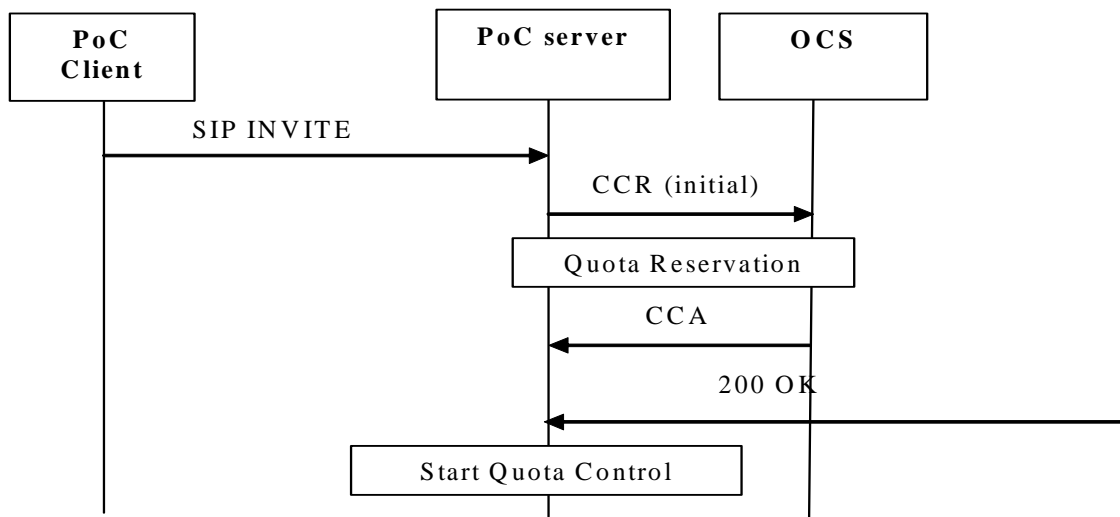 PoC
Client
PoC server
OCS
SIP INVITE
CCR (initial)
Quota Reservation
CCA
200 OK
Start Quota Control